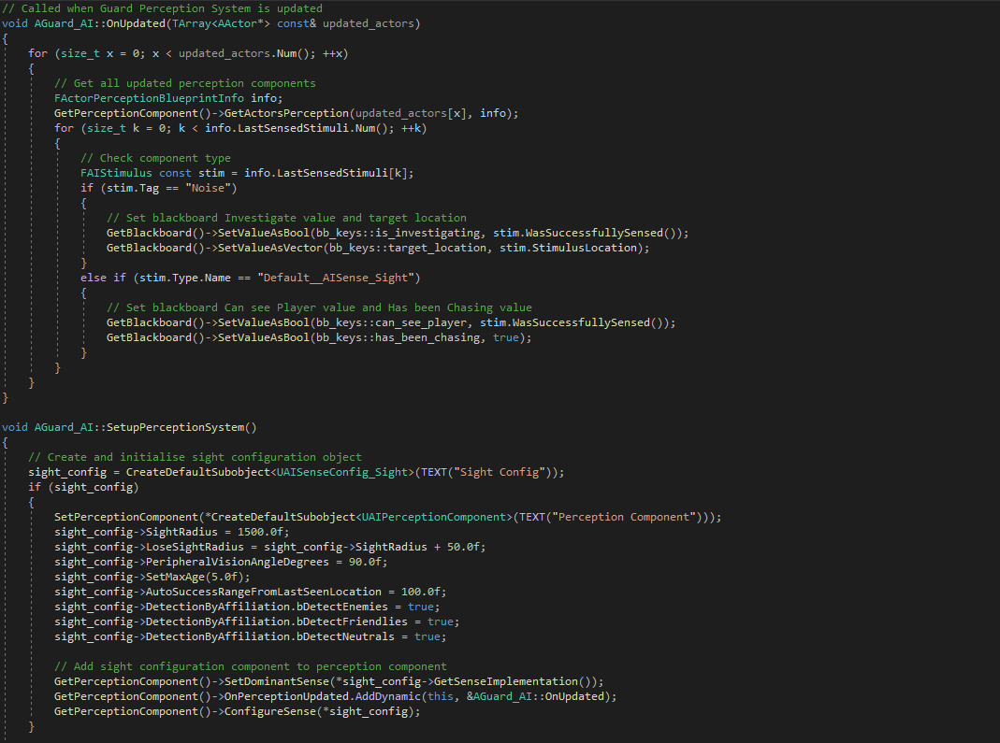 // Called when Guard Perception System is updated
void AGuard_AI::OnUpdated(TArray<AActor*> const& updated_actors)
{
for (size_t x = 0; x < updated_actors.Num(); ++x)
{
// Get all updated perception components
FActorPerceptionBlueprintInfo info;
GetPerceptionComponent()->GetActorsPerception(updated_actors[x], info);
for (size_t k = 0; k < info.LastSensedStimuli.Num(); ++k)
{
// Check component type
FAIStimulus const stim = info.LastSensedStimuli[k];
if (stim.Tag == "Noise")
{
// Set blackboard Investigate value and target location
GetBlackboard()->SetValueAsBool(bb_keys::is_investigating, stim.WasSuccessfullySensed());
GetBlackboard()->SetValueAsVector(bb_keys::target_location, stim.StimulusLocation);
}
else if (stim.Type.Name == "Default__AISense_Sight")
{
// Set blackboard Can see Player value and Has been Chasing value
GetBlackboard()->SetValueAsBool(bb_keys::can_see_player, stim.WasSuccessfullySensed());
GetBlackboard()->SetValueAsBool(bb_keys::has_been_chasing, true);
}
}
}
}
void AGuard_AI::SetupPerceptionSystem()
{
// Create and initialise sight configuration object
sight_config = CreateDefaultSubobject<UAISenseConfig_Sight>(TEXT("Sight Config"));
if (sight_config)
{
SetPerceptionComponent(*CreateDefaultSubobject<UAIPerceptionComponent>(TEXT("Perception Component")));
sight_config->SightRadius = 1500.0f;
sight_config->LoseSightRadius = sight_config->SightRadius + 50.0f;
sight_config->PeripheralVisionAngleDegrees = 90.0f;
sight_config->SetMaxAge(5.0f);
sight_config->AutoSuccessRangeFromLastSeenLocation = 100.0f;
sight_config->DetectionByAffiliation.bDetectEnemies = true;
sight_config->DetectionByAffiliation.bDetectFriendlies = true;
sight_config->DetectionByAffiliation.bDetectNeutrals = true;
// Add sight configuration component to perception component
GetPerceptionComponent()->SetDominantSense(*sight_config->GetSenseImplementation());
GetPerceptionComponent()->OnPerceptionUpdated.AddDynamic(this, &AGuard_AI::OnUpdated);
GetPerceptionComponent()->ConfigureSense(*sight_config);
}